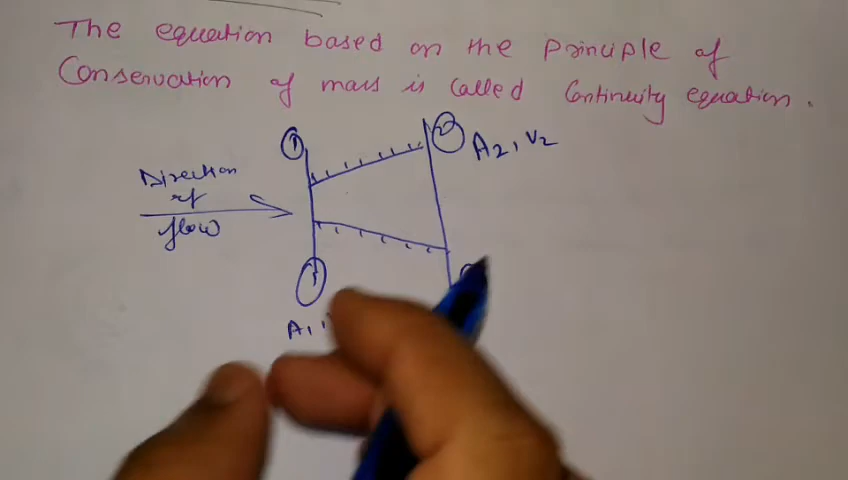 The equation based on the principle of
Conservation of mass is called Continuity equation.
1
2
A2, V2
Direction
of
flow
1
A1,